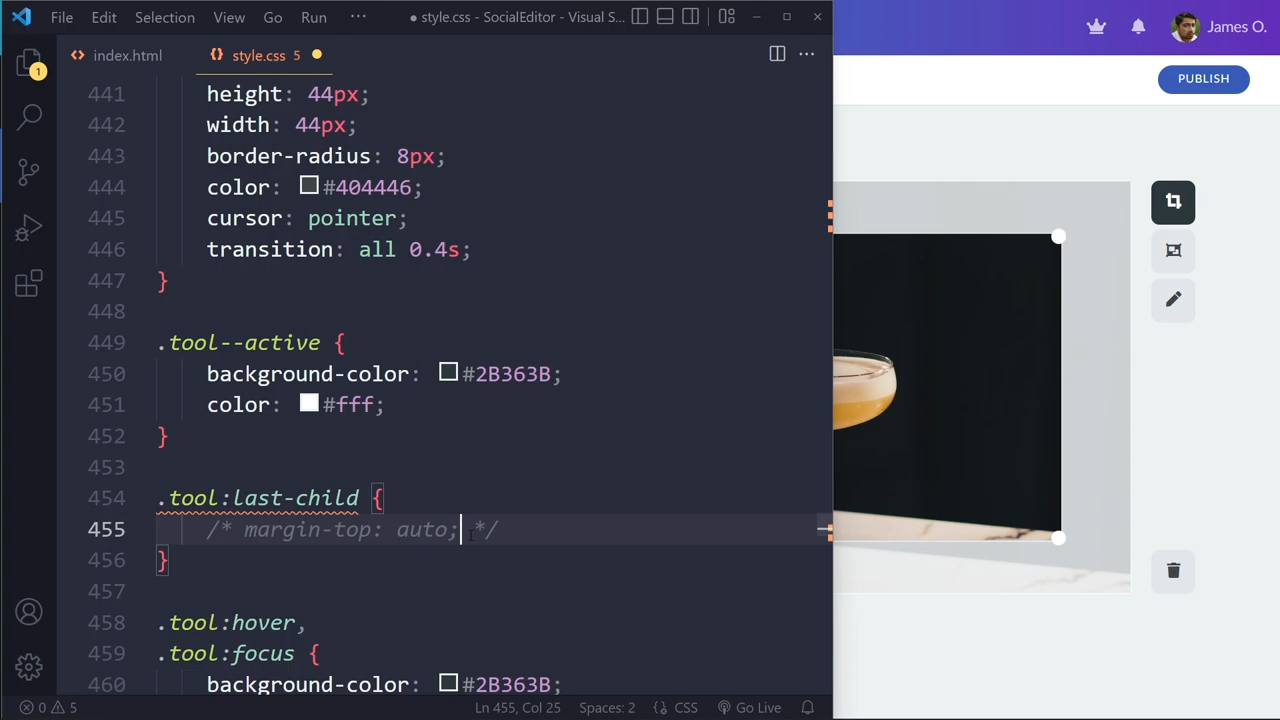 File Edit Selection View Go Run ··· ● style.css - SocialEditor - Visual S...
index.html style.css 5
441 height: 44px;
442 width: 44px;
443 border-radius: 8px;
444 color: #404446;
445 cursor: pointer;
446 transition: all 0.4s;
447 }
448
449 .tool--active {
450 background-color: #2B363B;
451 color: #fff;
452 }
453
454 .tool:last-child {
455 /* margin-top: auto; */
456 }
457
458 .tool:hover,
459 .tool:focus {
460 background-color: #2B363B;
1
0 5 Ln 455, Col 25 Spaces: 2 {} CSS Go Live
James O.
PUBLISH